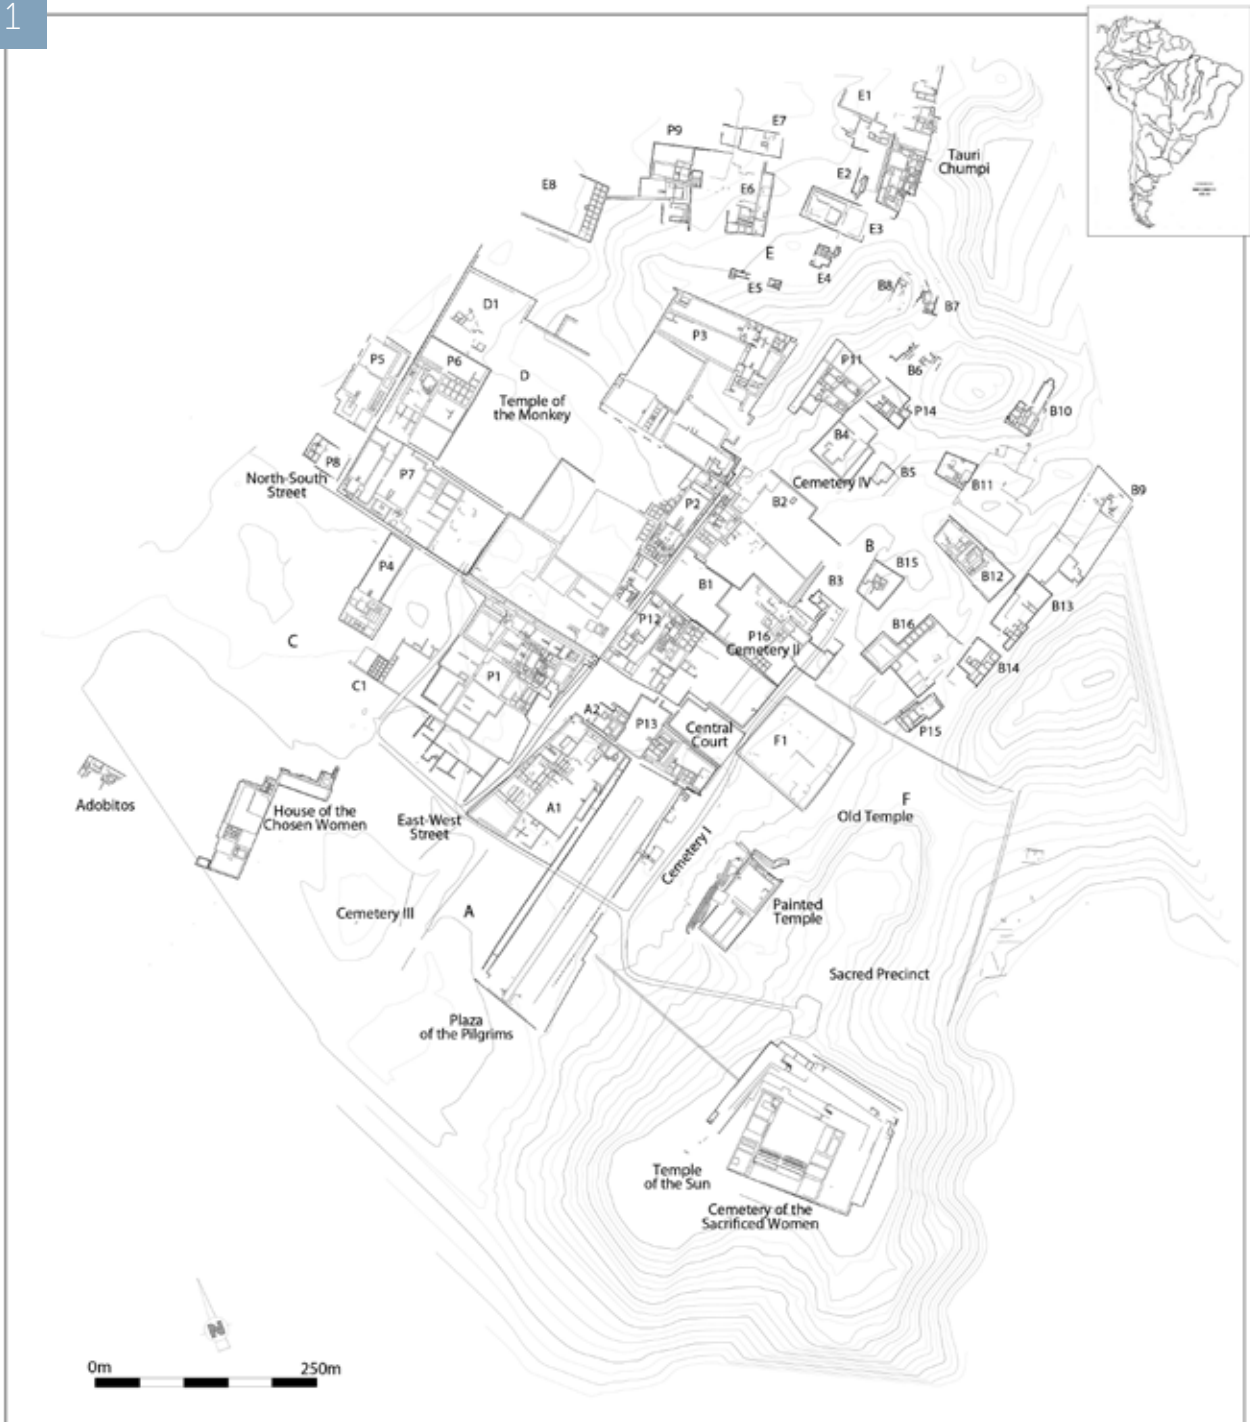 1
E1
P9
E7
Tauri
Chumpi
E2
E8
E6
E3
E
E4
E5
B8
B7
D1
P3
P5
P6
P11
B6
D
Temple of
the Monkey
P14
B10
B4
P8
P7
North-South
Street
Cemetery IV
B5
B11
B9
P2
B2
B
P4
B15
B1
B3
B12
B13
P12
B16
C
P16
Cemetery II
B14
C1
P1
A2
P13
Central
Court
P15
F1
Adobitos
House of the
Chosen Women
A1
East-West
Street
F
Old Temple
Cemetery I
Cemetery III
A
Painted
Temple
Sacred Precinct
Plaza
of the Pilgrims
Temple
of the Sun
Cemetery of the
Sacrificed Women
N
0m
250m